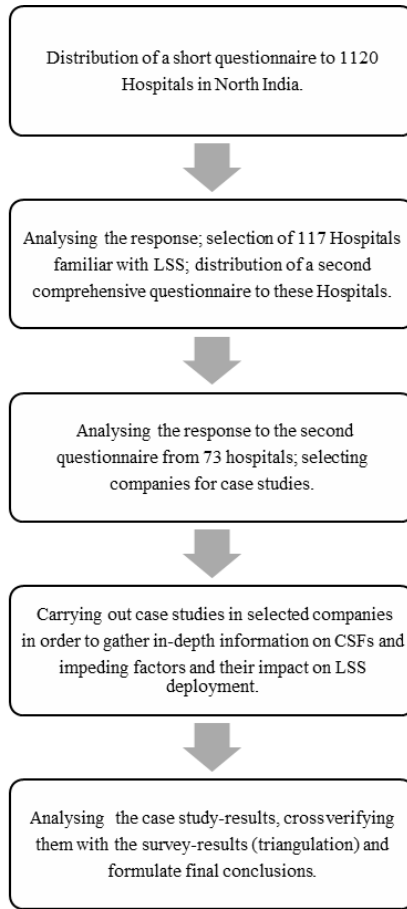 Distribution of a short questionnaire to 1120
Hospitals in North India.
Analysing the response; selection of 117 Hospitals
familiar with LSS; distribution of a second
comprehensive questionnaire to these Hospitals.
Analysing the response to the second
questionnaire from 73 hospitals; selecting
companies for case studies.
Carrying out case studies in selected companies
in order to gather in-depth information on CSFs and
impeding factors and their impact on LSS
deployment.
Analysing the case study-results, crossverifying
them with the survey-results (triangulation) and
formulate final conclusions.